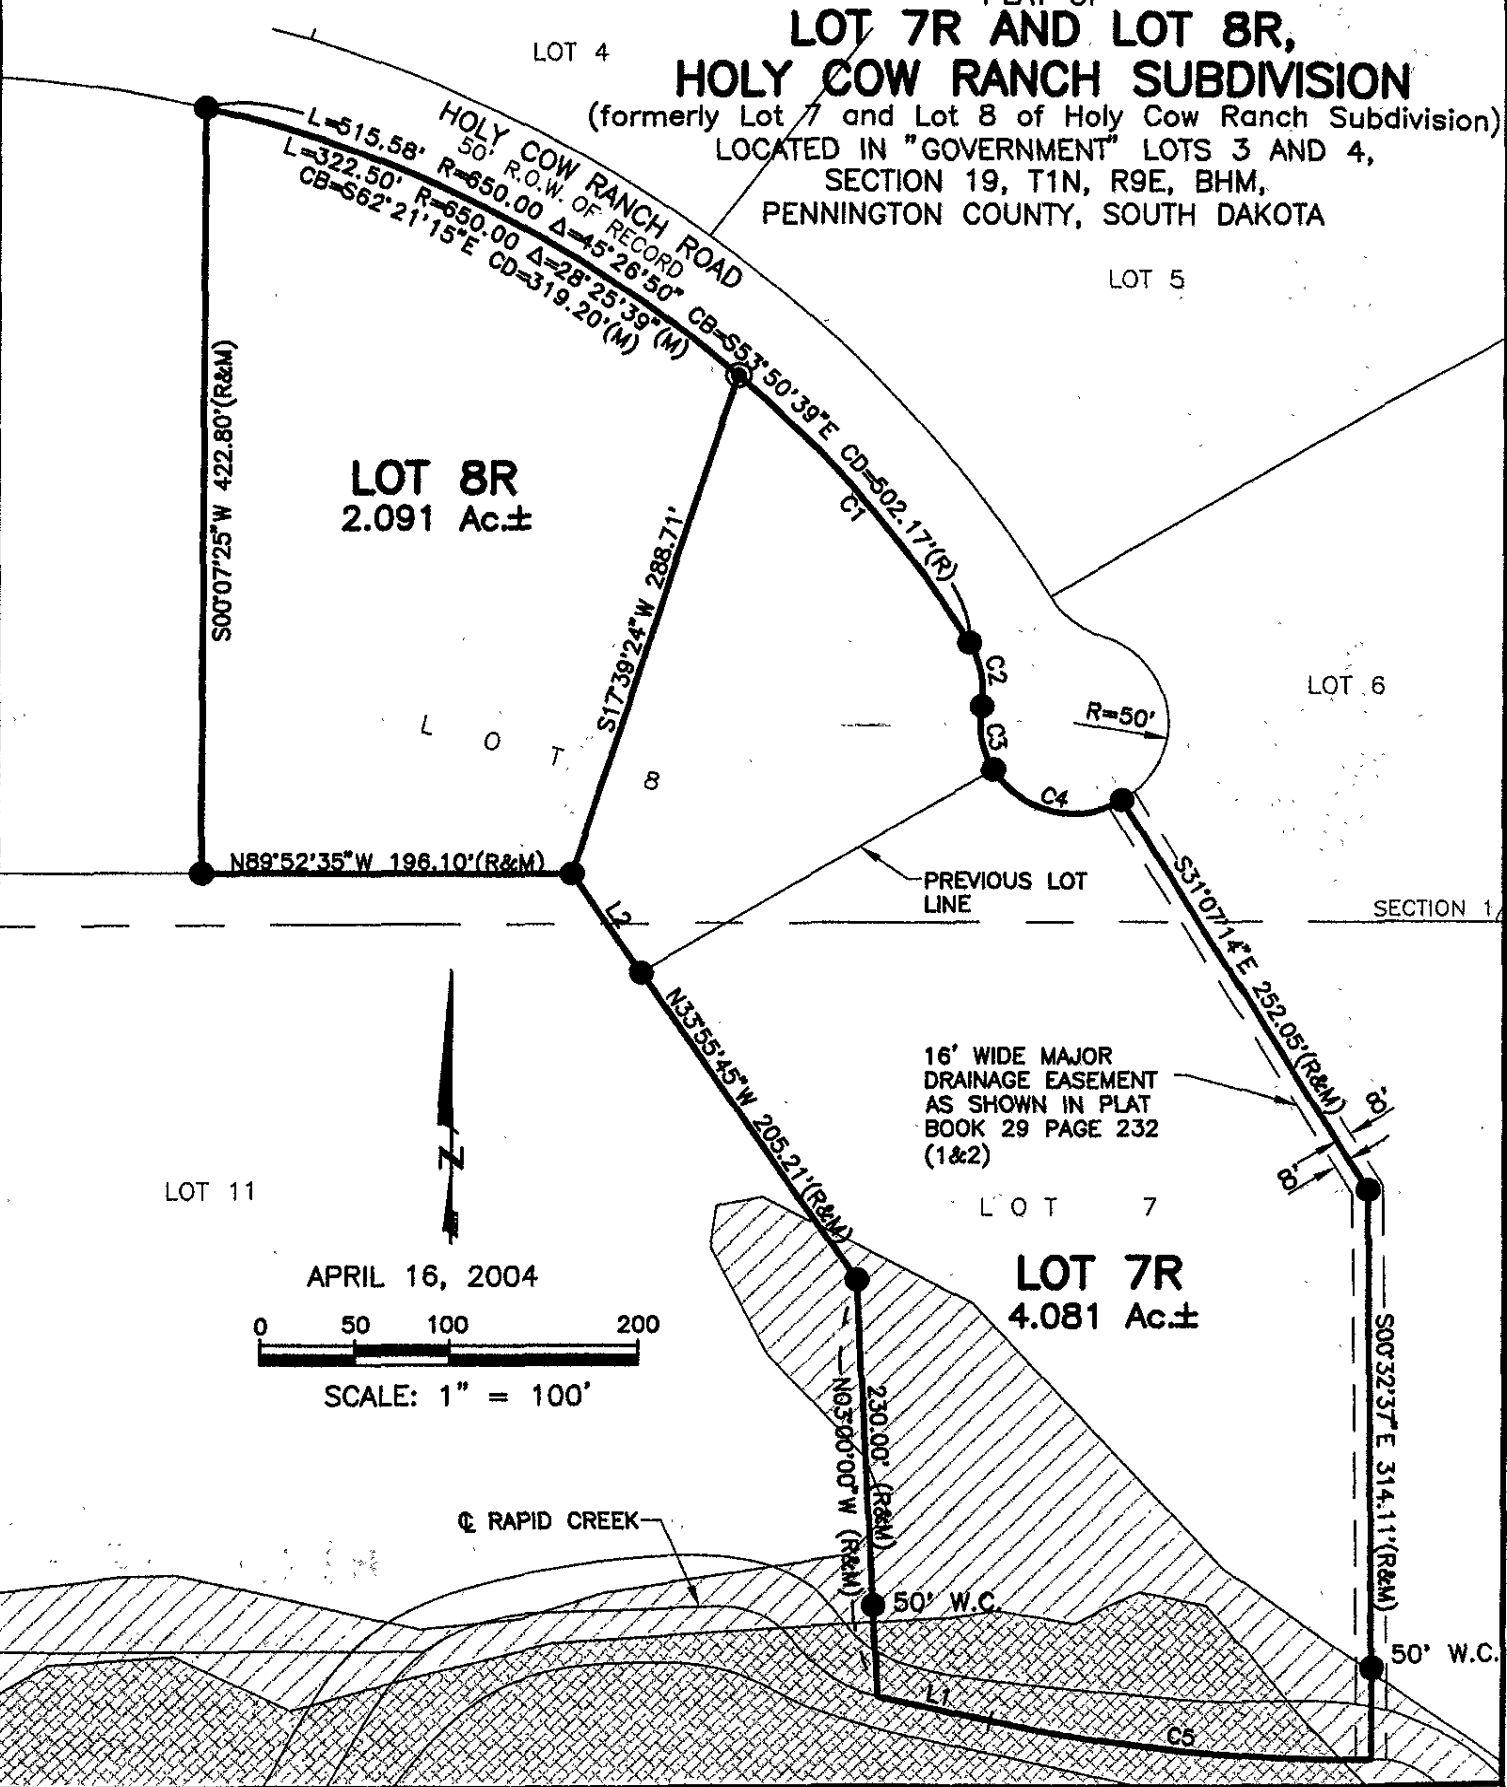 LOT 7R AND LOT 8R,
HOLY COW RANCH SUBDIVISION
(formerly Lot 7 and Lot 8 of Holy Cow Ranch Subdivision)
LOCATED IN "GOVERNMENT" LOTS 3 AND 4,
SECTION 19, T1N, R9E, BHM,
PENNINGTON COUNTY, SOUTH DAKOTA
LOT 4
HOLY COW RANCH ROAD
50' R.O.W. OF RECORD
L=515.58' R=650.00 Δ=45°26'50" CB=S53°50'39"E CD=502.17'(R)
L=322.50' R=650.00 Δ=28°25'39"(M)
CB=S62°21'15"E CD=319.20'(M)
LOT 5
S00°07'25"W 422.80'(R&M)
LOT 8R
2.091 Ac.±
C1
S17°39'24"W 288.71'
C2
LOT 6
R=50'
C3
LOT 8
C4
N89°52'35"W 196.10'(R&M)
PREVIOUS LOT
LINE
L2
SECTION 1/
S31°07'14"E 252.05'(R&M)
N33°55'45"W 205.21'(R&M)
16' WIDE MAJOR
DRAINAGE EASEMENT
AS SHOWN IN PLAT
BOOK 29 PAGE 232
(1&2)
8'
8'
N
LOT 11
LOT 7
LOT 7R
4.081 Ac.±
APRIL 16, 2004
0 50 100 200
SCALE: 1" = 100'
230.00' (R&M)
N03°00'00"W (R&M)
S00°32'37"E 314.11'(R&M)
℄ RAPID CREEK
50' W.C.
50' W.C.
L1
C5